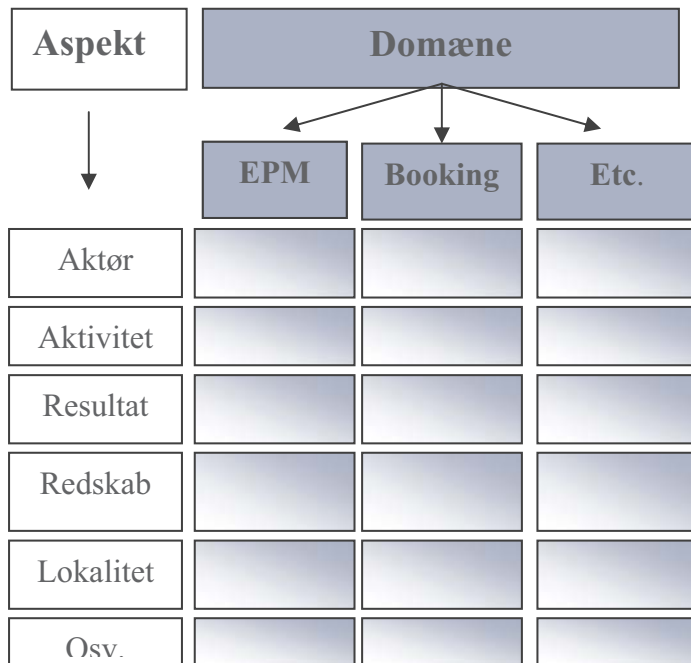 Aspekt
Domæne
EPM
Booking
Etc.
Aktør
Aktivitet
Resultat
Redskab
Lokalitet
Osv.